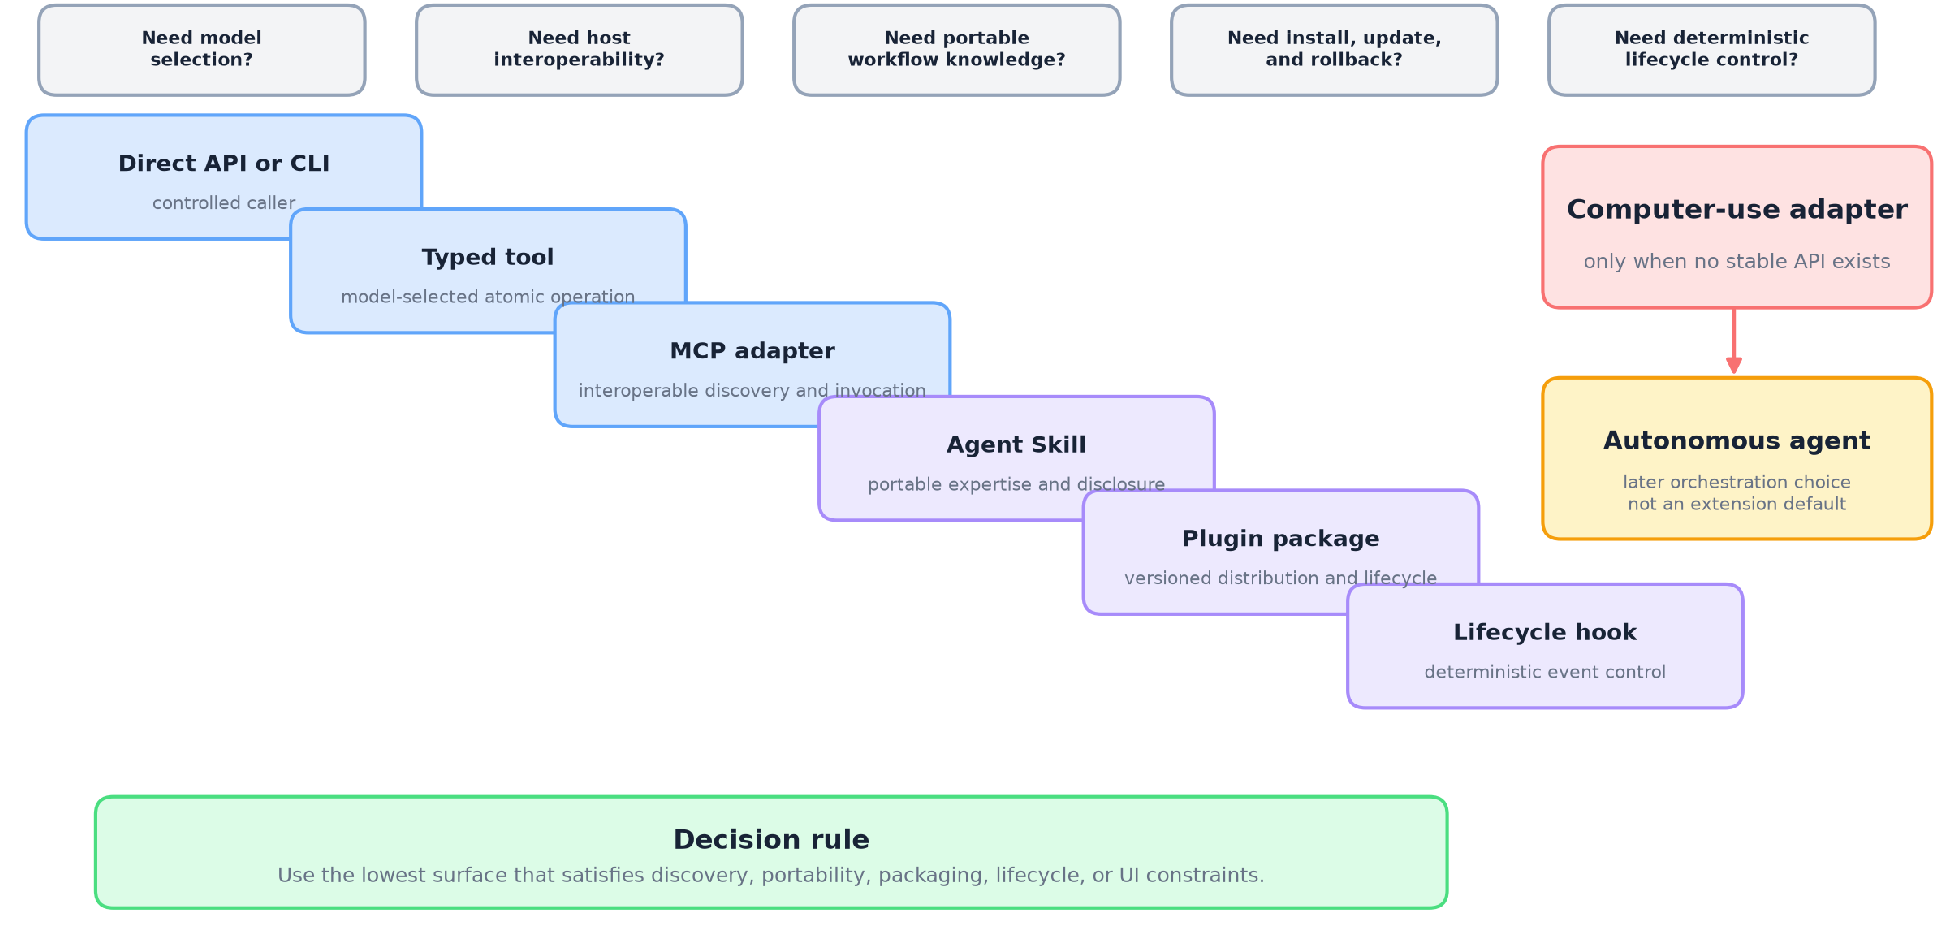 Need model
selection?
Need host
interoperability?
Need portable
workflow knowledge?
Need install, update,
and rollback?
Need deterministic
lifecycle control?
Direct API or CLI
controlled caller
Typed tool
model-selected atomic operation
MCP adapter
interoperable discovery and invocation
Agent Skill
portable expertise and disclosure
Plugin package
versioned distribution and lifecycle
Lifecycle hook
deterministic event control
Computer-use adapter
only when no stable API exists
Autonomous agent
later orchestration choice
not an extension default
Decision rule
Use the lowest surface that satisfies discovery, portability, packaging, lifecycle, or UI constraints.